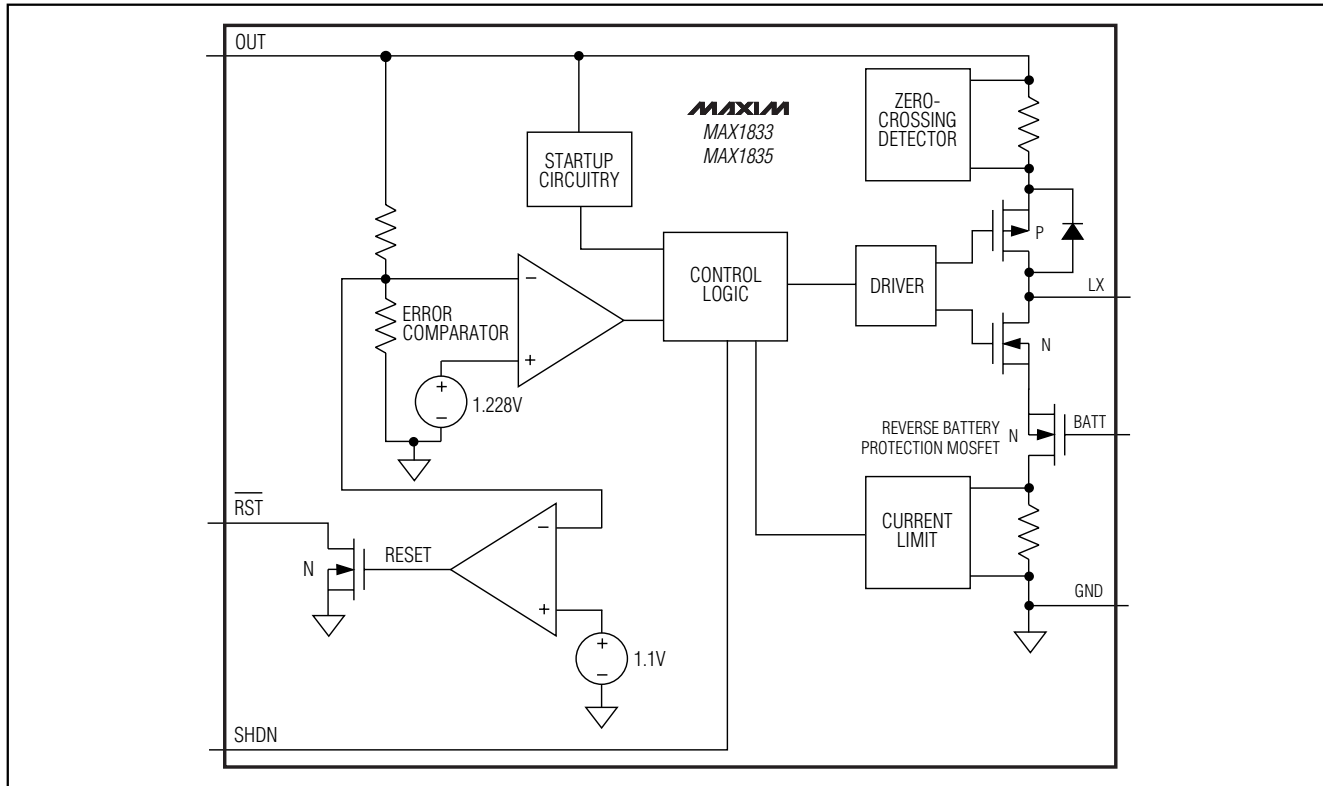 OUT
MAXIM
MAX1833
MAX1835
ZERO-
CROSSING
DETECTOR
STARTUP
CIRCUITRY
P
CONTROL
LOGIC
DRIVER
LX
−
ERROR
COMPARATOR
+
N
+
−
1.228V
REVERSE BATTERY
PROTECTION MOSFET
N
BATT
RST
−
CURRENT
LIMIT
N
RESET
+
GND
+
−
1.1V
SHDN